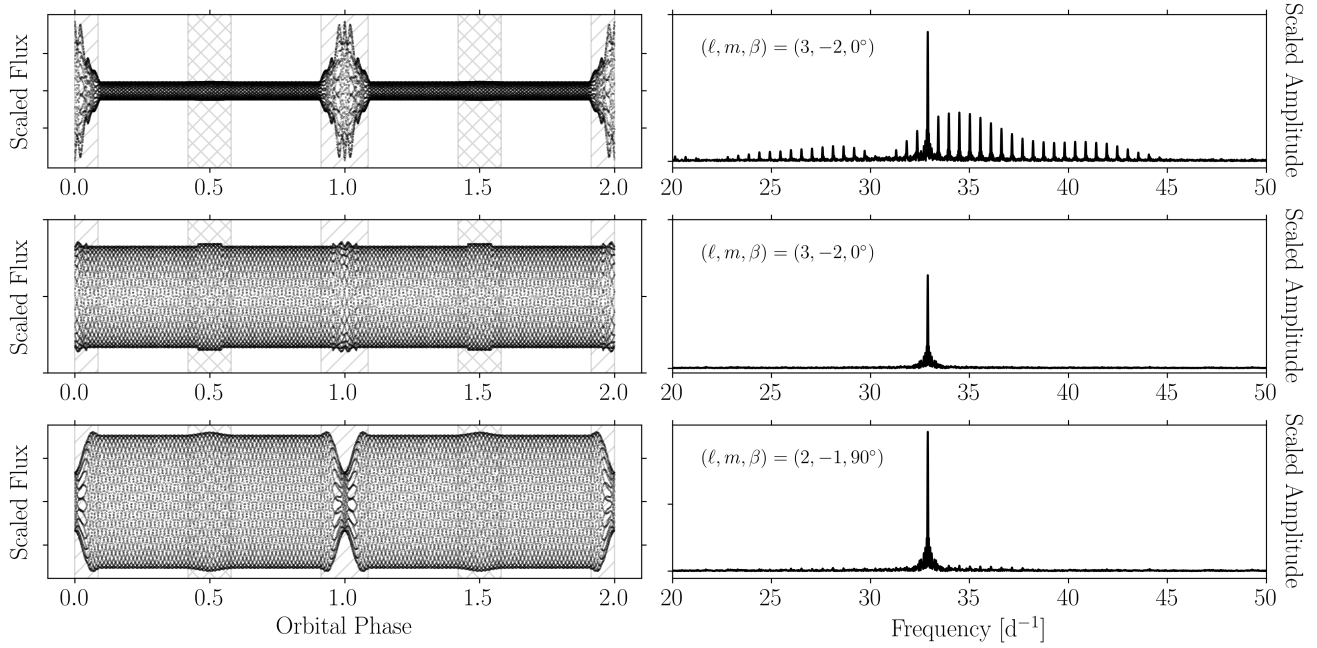 Scaled Flux
0.0 0.5 1.0 1.5 2.0
(ℓ, m, β) = (3, −2, 0°)
20 25 30 35 40 45 50
Scaled Amplitude
Scaled Flux
0.0 0.5 1.0 1.5 2.0
(ℓ, m, β) = (3, −2, 0°)
20 25 30 35 40 45 50
Scaled Amplitude
Scaled Flux
0.0 0.5 1.0 1.5 2.0
Orbital Phase
(ℓ, m, β) = (2, −1, 90°)
20 25 30 35 40 45 50
Frequency [d⁻¹]
Scaled Amplitude